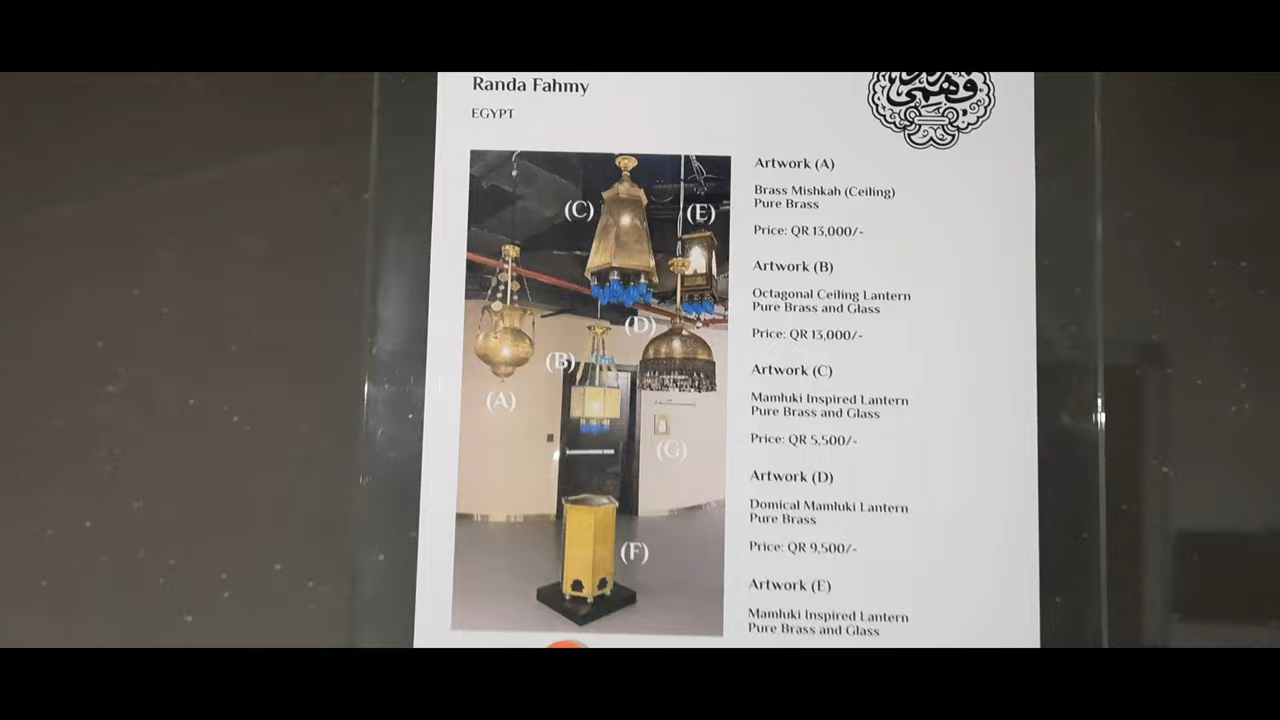 Randa Fahmy
EGYPT
فهمي
(C)
(E)
(D)
(B)
(A)
(G)
(F)
Artwork (A)
Brass Mishkah (Ceiling)
Pure Brass
Price: QR 13,000/-
Artwork (B)
Octagonal Ceiling Lantern
Pure Brass and Glass
Price: QR 13,000/-
Artwork (C)
Mamluki Inspired Lantern
Pure Brass and Glass
Price: QR 5,500/-
Artwork (D)
Domical Mamluki Lantern
Pure Brass
Price: QR 9,500/-
Artwork (E)
Mamluki Inspired Lantern
Pure Brass and Glass